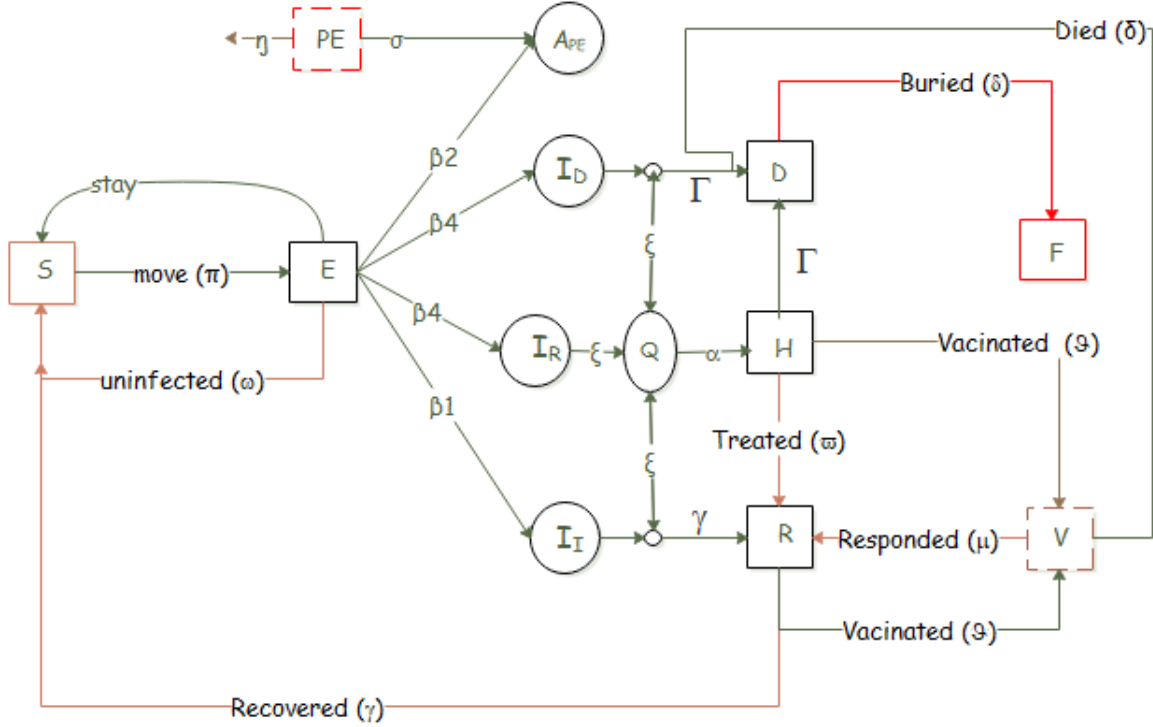 Died (δ)
ŋ PE σ A_PE
Buried (δ)
β2
I_D Γ D
stay
β4
ξ
S move (π) E
Γ F
β4
I_R ξ Q α H Vacinated (ϑ)
uninfected (ω)
β1
Treated (ϖ)
ξ
I_I γ R Responded (μ) V
Vacinated (ϑ)
Recovered (γ)